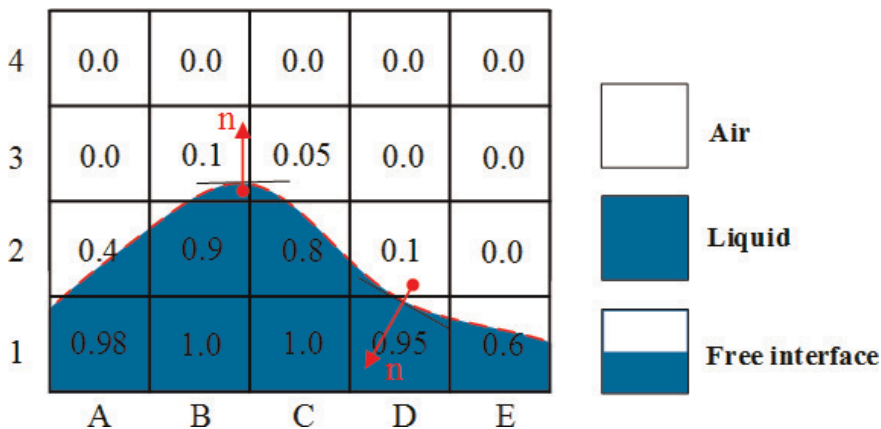 4 0.0 0.0 0.0 0.0 0.0
n
3 0.0 0.1 0.05 0.0 0.0
2 0.4 0.9 0.8 0.1 0.0
1 0.98 1.0 1.0 0.95 0.6
n
A B C D E
Air
Liquid
Free interface